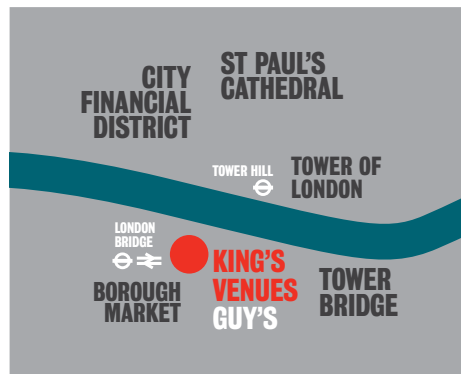 CITY
FINANCIAL
DISTRICT
ST PAUL'S
CATHEDRAL
TOWER HILL
TOWER OF
LONDON
LONDON
BRIDGE
BOROUGH
MARKET
KING'S
VENUES
GUY'S
TOWER
BRIDGE